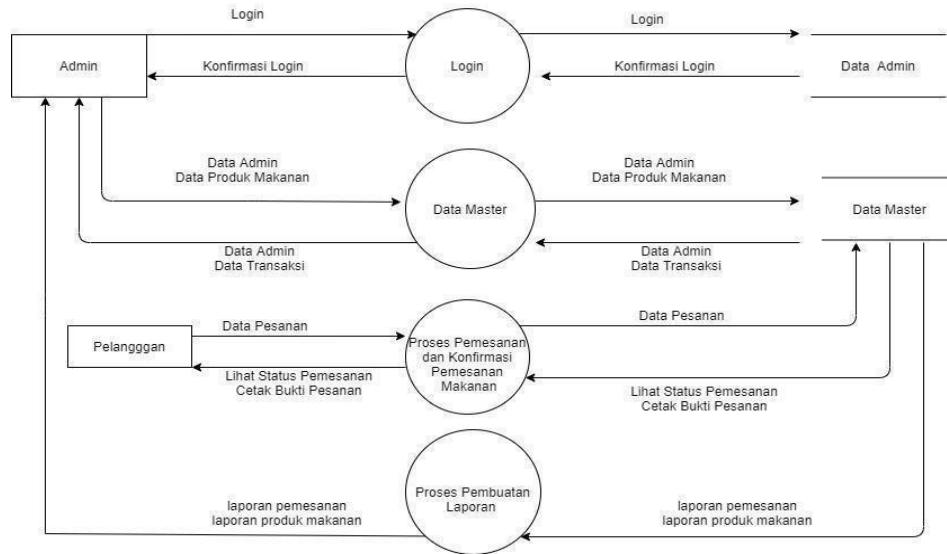 Login
Login
Admin
Konfirmasi Login
Login
Konfirmasi Login
Data Admin
Data Admin
Data Produk Makanan
Data Admin
Data Produk Makanan
Data Master
Data Master
Data Admin
Data Transaksi
Data Admin
Data Transaksi
Data Pesanan
Data Pesanan
Pelangggan
Proses Pemesanan
dan Konfirmasi
Pemesanan
Makanan
Lihat Status Pemesanan
Cetak Bukti Pesanan
Lihat Status Pemesanan
Cetak Bukti Pesanan
Proses Pembuatan
Laporan
laporan pemesanan
laporan produk makanan
laporan pemesanan
laporan produk makanan